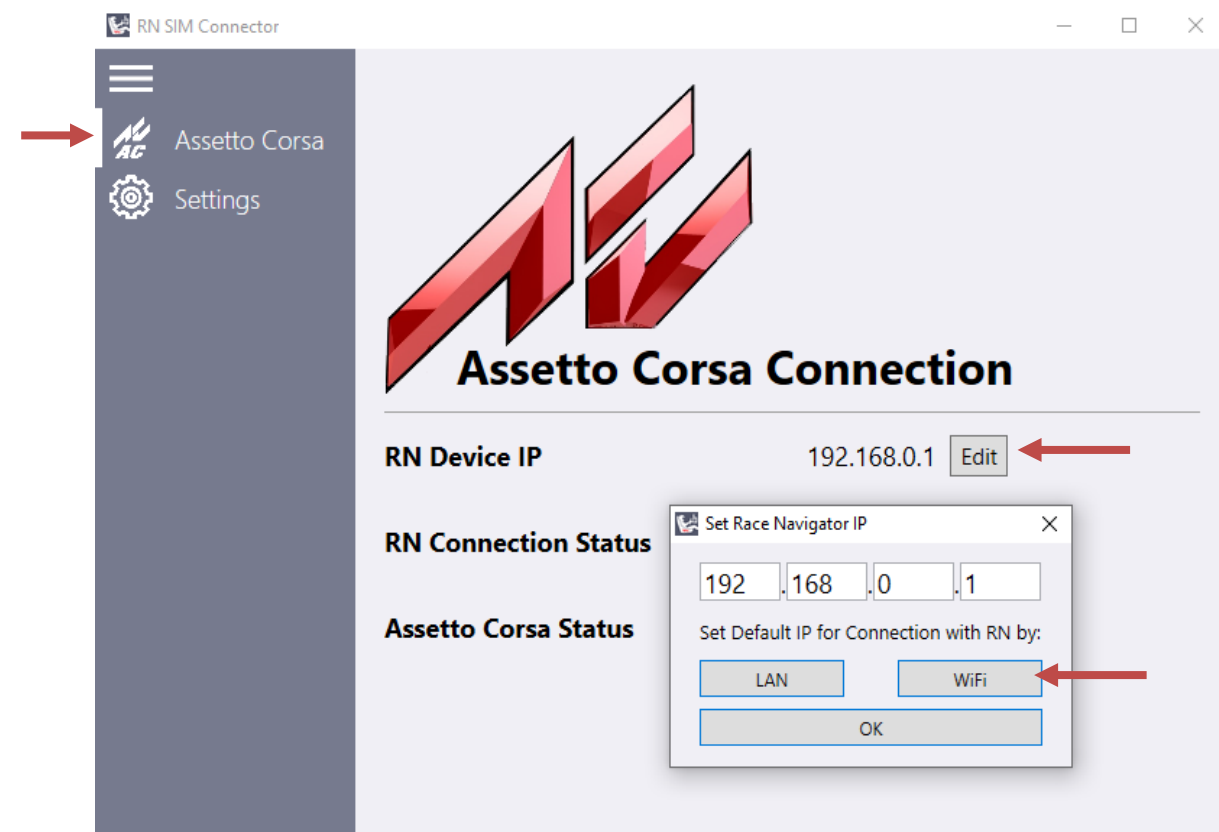 RN SIM Connector
AC
Assetto Corsa
Settings
Assetto Corsa Connection
RN Device IP
192.168.0.1
Edit
RN Connection Status
Assetto Corsa Status
Set Race Navigator IP
192 .168 .0 .1
Set Default IP for Connection with RN by:
LAN
WiFi
OK